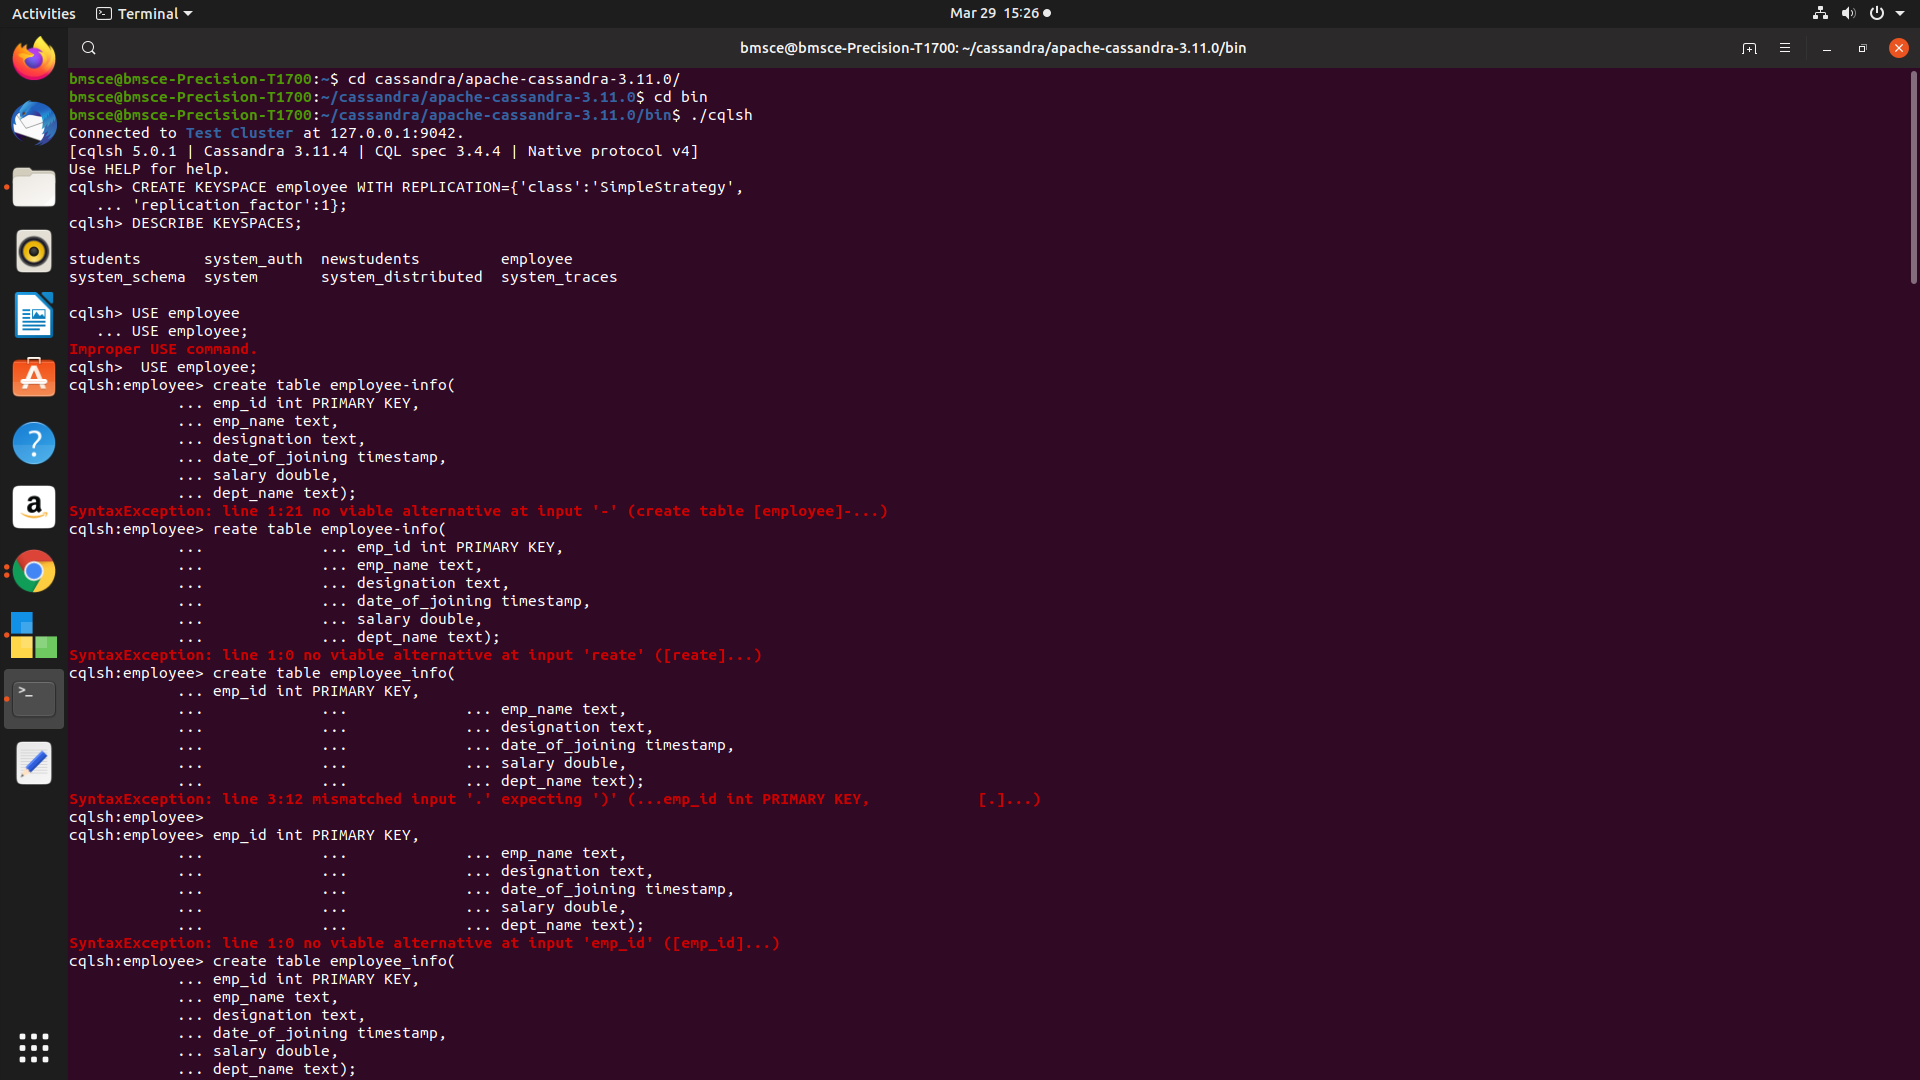 Activities Terminal Mar 29 15:26
bmsce@bmsce-Precision-T1700: ~/cassandra/apache-cassandra-3.11.0/bin
bmsce@bmsce-Precision-T1700:~$ cd cassandra/apache-cassandra-3.11.0/
bmsce@bmsce-Precision-T1700:~/cassandra/apache-cassandra-3.11.0$ cd bin
bmsce@bmsce-Precision-T1700:~/cassandra/apache-cassandra-3.11.0/bin$ ./cqlsh
Connected to Test Cluster at 127.0.0.1:9042.
[cqlsh 5.0.1 | Cassandra 3.11.4 | CQL spec 3.4.4 | Native protocol v4]
Use HELP for help.
cqlsh> CREATE KEYSPACE employee WITH REPLICATION={'class':'SimpleStrategy',
   ... 'replication_factor':1};
cqlsh> DESCRIBE KEYSPACES;
students       system_auth  newstudents         employee
system_schema  system       system_distributed  system_traces
cqlsh> USE employee
   ... USE employee;
Improper USE command.
cqlsh>  USE employee;
cqlsh:employee> create table employee-info(
            ... emp_id int PRIMARY KEY,
            ... emp_name text,
            ... designation text,
            ... date_of_joining timestamp,
            ... salary double,
            ... dept_name text);
SyntaxException: line 1:21 no viable alternative at input '-' (create table [employee]-...)
cqlsh:employee> reate table employee-info(
            ...             ... emp_id int PRIMARY KEY,
            ...             ... emp_name text,
            ...             ... designation text,
            ...             ... date_of_joining timestamp,
            ...             ... salary double,
            ...             ... dept_name text);
SyntaxException: line 1:0 no viable alternative at input 'reate' ([reate]...)
cqlsh:employee> create table employee_info(
            ... emp_id int PRIMARY KEY,
            ...             ...             ... emp_name text,
            ...             ...             ... designation text,
            ...             ...             ... date_of_joining timestamp,
            ...             ...             ... salary double,
            ...             ...             ... dept_name text);
SyntaxException: line 3:12 mismatched input '.' expecting ')' (...emp_id int PRIMARY KEY,            [.]...)
cqlsh:employee>
cqlsh:employee> emp_id int PRIMARY KEY,
            ...             ...             ... emp_name text,
            ...             ...             ... designation text,
            ...             ...             ... date_of_joining timestamp,
            ...             ...             ... salary double,
            ...             ...             ... dept_name text);
SyntaxException: line 1:0 no viable alternative at input 'emp_id' ([emp_id]...)
cqlsh:employee> create table employee_info(
            ... emp_id int PRIMARY KEY,
            ... emp_name text,
            ... designation text,
            ... date_of_joining timestamp,
            ... salary double,
            ... dept_name text);